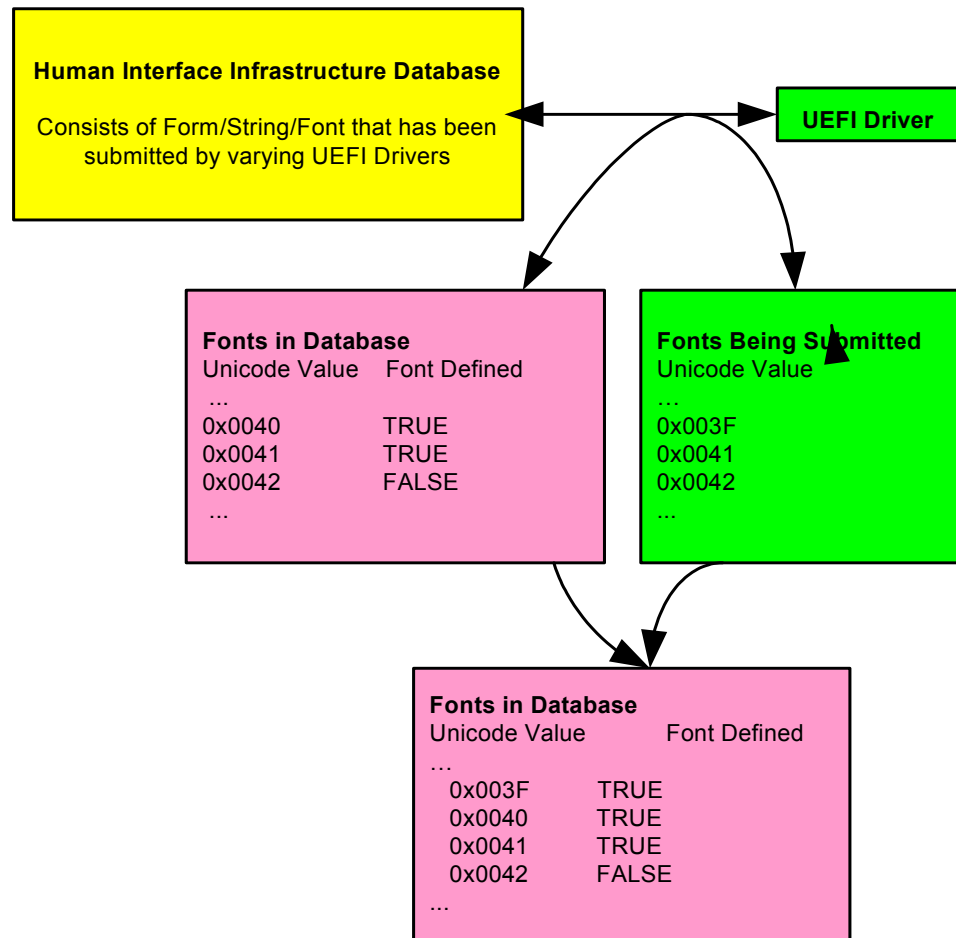 Human Interface Infrastructure Database
Consists of Form/String/Font that has been
submitted by varying UEFI Drivers
UEFI Driver
Fonts in Database
Unicode Value Font Defined
...
0x0040 TRUE
0x0041 TRUE
0x0042 FALSE
...
Fonts Being Submitted
Unicode Value
...
0x003F
0x0041
0x0042
...
Fonts in Database
Unicode Value Font Defined
...
0x003F TRUE
0x0040 TRUE
0x0041 TRUE
0x0042 FALSE
...